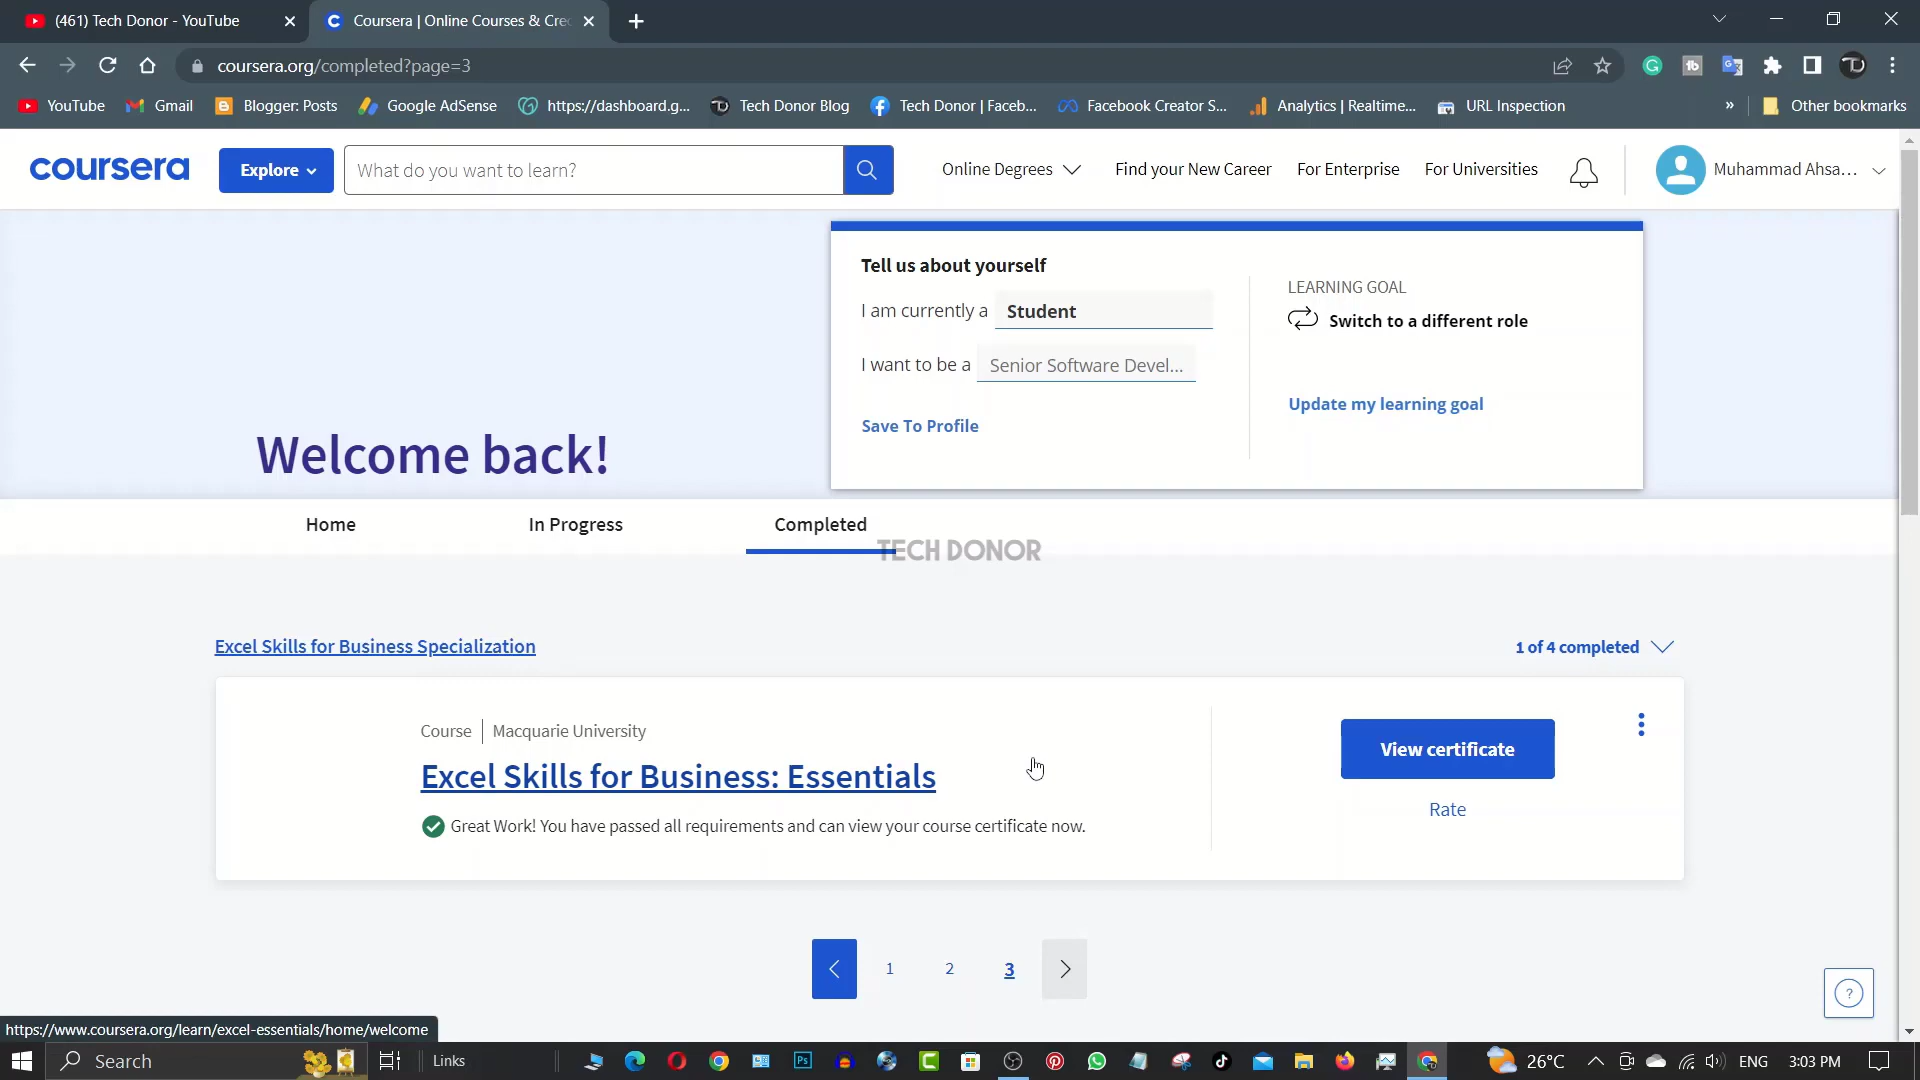 (461) Tech Donor - YouTube
Coursera | Online Courses & Cre
coursera.org/completed?page=3
YouTube
Gmail
Blogger: Posts
Google AdSense
https://dashboard.g...
Tech Donor Blog
Tech Donor | Faceb...
Facebook Creator S...
Analytics | Realtime...
URL Inspection
»
Other bookmarks
coursera
Explore
What do you want to learn?
Online Degrees
Find your New Career
For Enterprise
For Universities
Muhammad Ahsa...
Tell us about yourself
I am currently a Student
I want to be a Senior Software Devel...
Save To Profile
LEARNING GOAL
Switch to a different role
Update my learning goal
Welcome back!
Home
In Progress
Completed
TECH DONOR
Excel Skills for Business Specialization
1 of 4 completed
Course | Macquarie University
Excel Skills for Business: Essentials
Great Work! You have passed all requirements and can view your course certificate now.
View certificate
Rate
1
2
3
?
https://www.coursera.org/learn/excel-essentials/home/welcome
Search
Links
Ps
26°C
ENG
3:03 PM